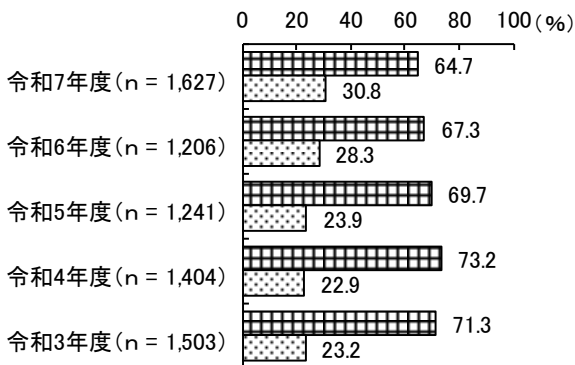 0 20 40 60 80 100(%)
令和7年度(n = 1,627) 64.7
30.8
令和6年度(n = 1,206) 67.3
28.3
令和5年度(n = 1,241) 69.7
23.9
令和4年度(n = 1,404) 73.2
22.9
令和3年度(n = 1,503) 71.3
23.2